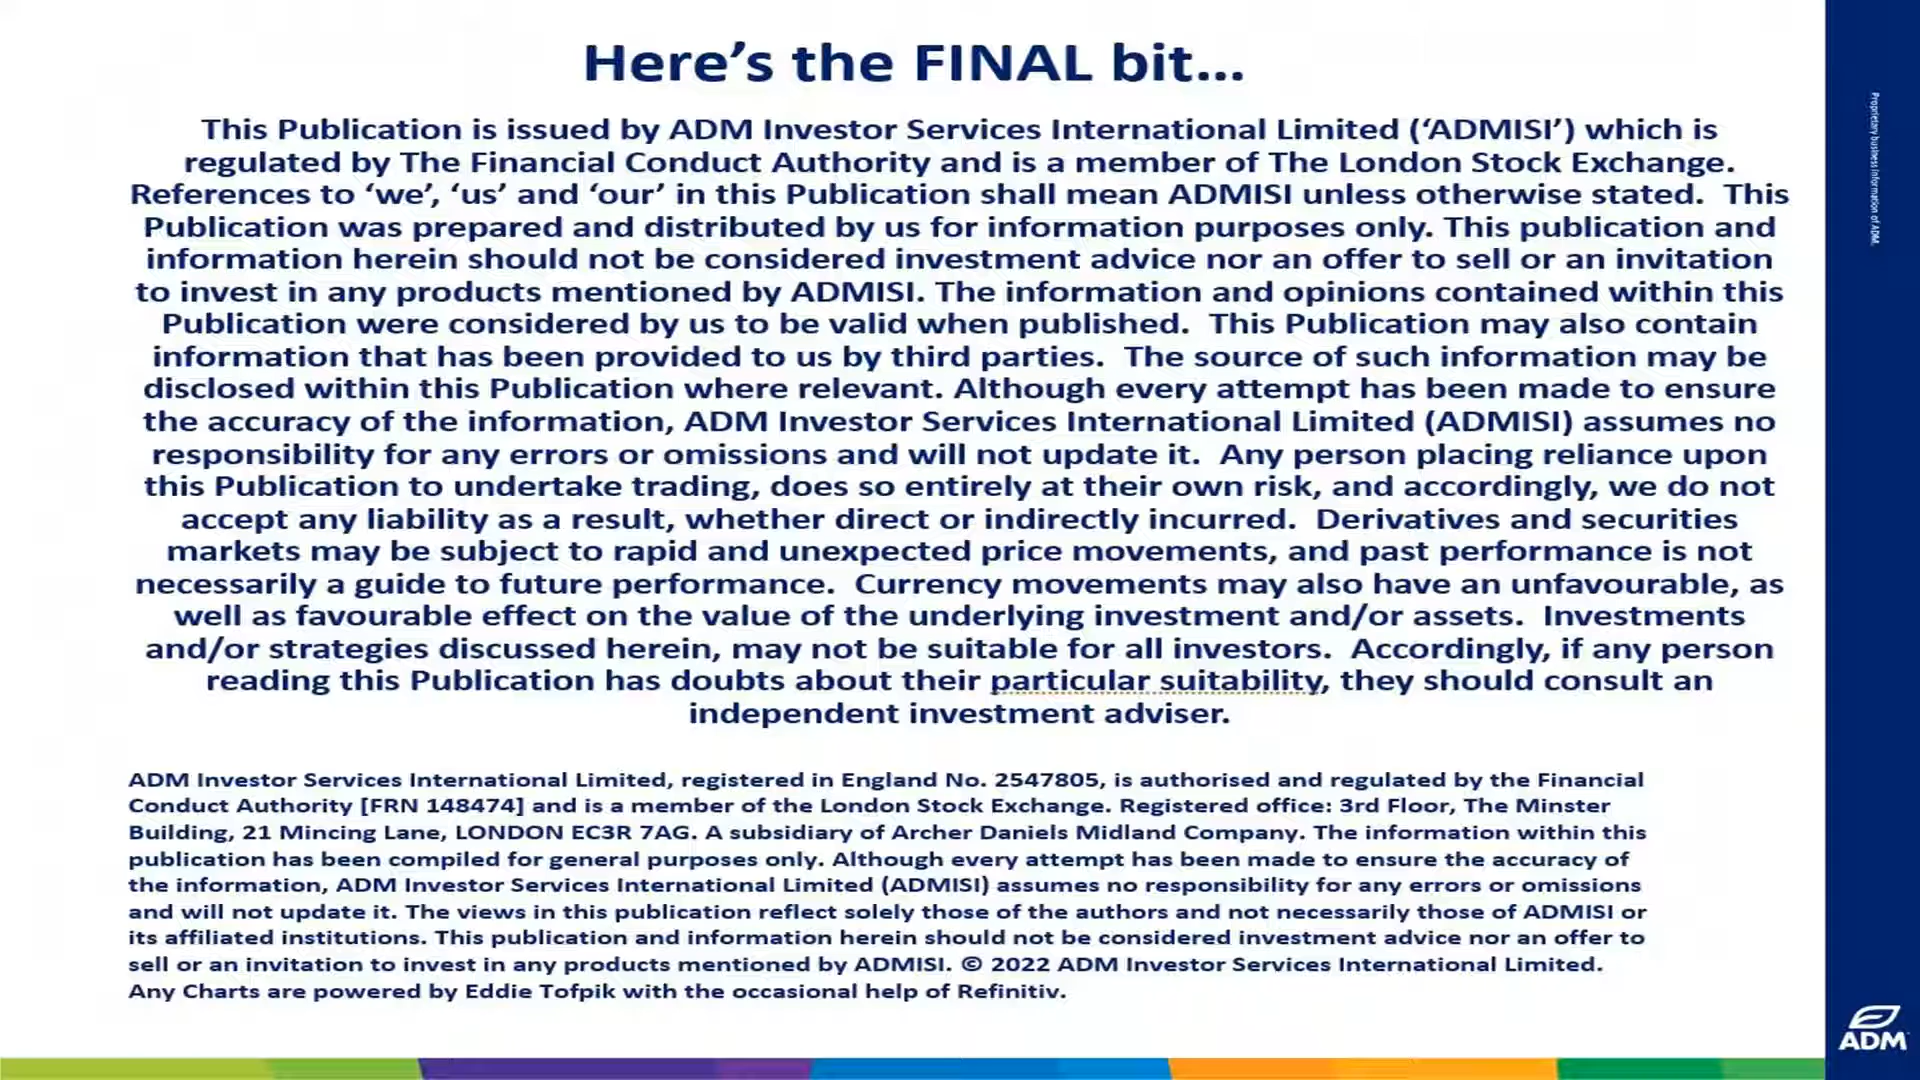 Here's the FINAL bit...
This Publication is issued by ADM Investor Services International Limited (‘ADMISI’) which is
regulated by The Financial Conduct Authority and is a member of The London Stock Exchange.
References to ‘we’, ‘us’ and ‘our’ in this Publication shall mean ADMISI unless otherwise stated.  This
Publication was prepared and distributed by us for information purposes only. This publication and
information herein should not be considered investment advice nor an offer to sell or an invitation
to invest in any products mentioned by ADMISI. The information and opinions contained within this
Publication were considered by us to be valid when published.  This Publication may also contain
information that has been provided to us by third parties.  The source of such information may be
disclosed within this Publication where relevant. Although every attempt has been made to ensure
the accuracy of the information, ADM Investor Services International Limited (ADMISI) assumes no
responsibility for any errors or omissions and will not update it.  Any person placing reliance upon
this Publication to undertake trading, does so entirely at their own risk, and accordingly, we do not
accept any liability as a result, whether direct or indirectly incurred.  Derivatives and securities
markets may be subject to rapid and unexpected price movements, and past performance is not
necessarily a guide to future performance.  Currency movements may also have an unfavourable, as
well as favourable effect on the value of the underlying investment and/or assets.  Investments
and/or strategies discussed herein, may not be suitable for all investors.  Accordingly, if any person
reading this Publication has doubts about their particular suitability, they should consult an
independent investment adviser.
ADM Investor Services International Limited, registered in England No. 2547805, is authorised and regulated by the Financial
Conduct Authority [FRN 148474] and is a member of the London Stock Exchange. Registered office: 3rd Floor, The Minster
Building, 21 Mincing Lane, LONDON EC3R 7AG. A subsidiary of Archer Daniels Midland Company. The information within this
publication has been compiled for general purposes only. Although every attempt has been made to ensure the accuracy of
the information, ADM Investor Services International Limited (ADMISI) assumes no responsibility for any errors or omissions
and will not update it. The views in this publication reflect solely those of the authors and not necessarily those of ADMISI or
its affiliated institutions. This publication and information herein should not be considered investment advice nor an offer to
sell or an invitation to invest in any products mentioned by ADMISI. © 2022 ADM Investor Services International Limited.
Any Charts are powered by Eddie Tofpik with the occasional help of Refinitiv.
Proprietary business information of ADM.
ADM